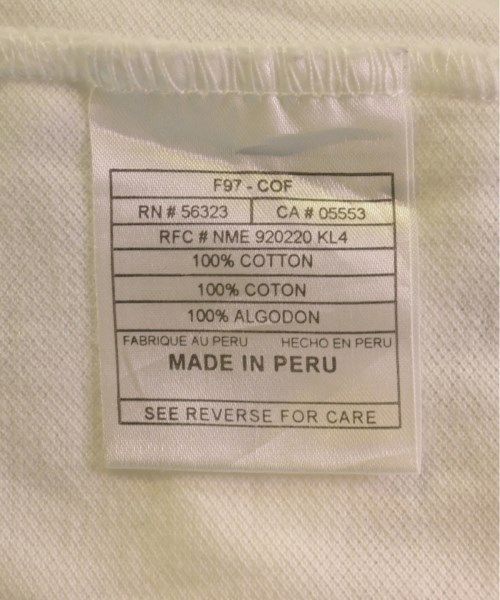 F97 - COF
RN # 56323 CA # 05553
RFC # NME 920220 KL4
100% COTTON
100% COTON
100% ALGODON
FABRIQUE AU PERU HECHO EN PERU
MADE IN PERU
SEE REVERSE FOR CARE